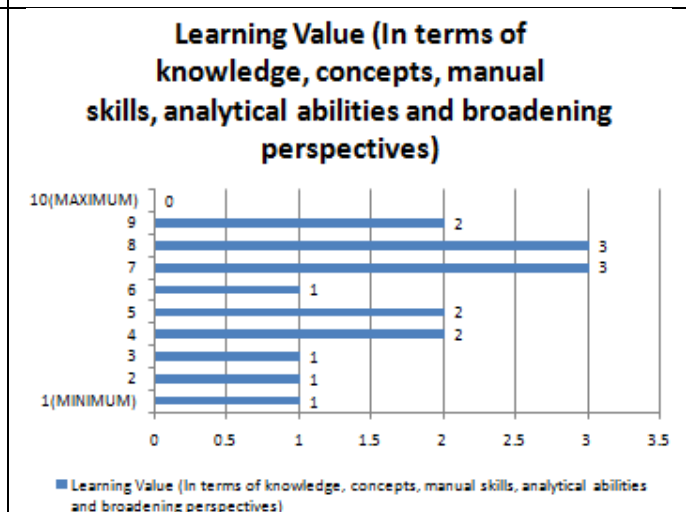 Learning Value (In terms of
knowledge, concepts, manual
skills, analytical abilities and broadening
perspectives)
10(MAXIMUM) 0
9 2
8 3
7 3
6 1
5 2
4 2
3 1
2 1
1(MINIMUM) 1
0 0.5 1 1.5 2 2.5 3 3.5
Learning Value (In terms of knowledge, concepts, manual skills, analytical abilities
and broadening perspectives)